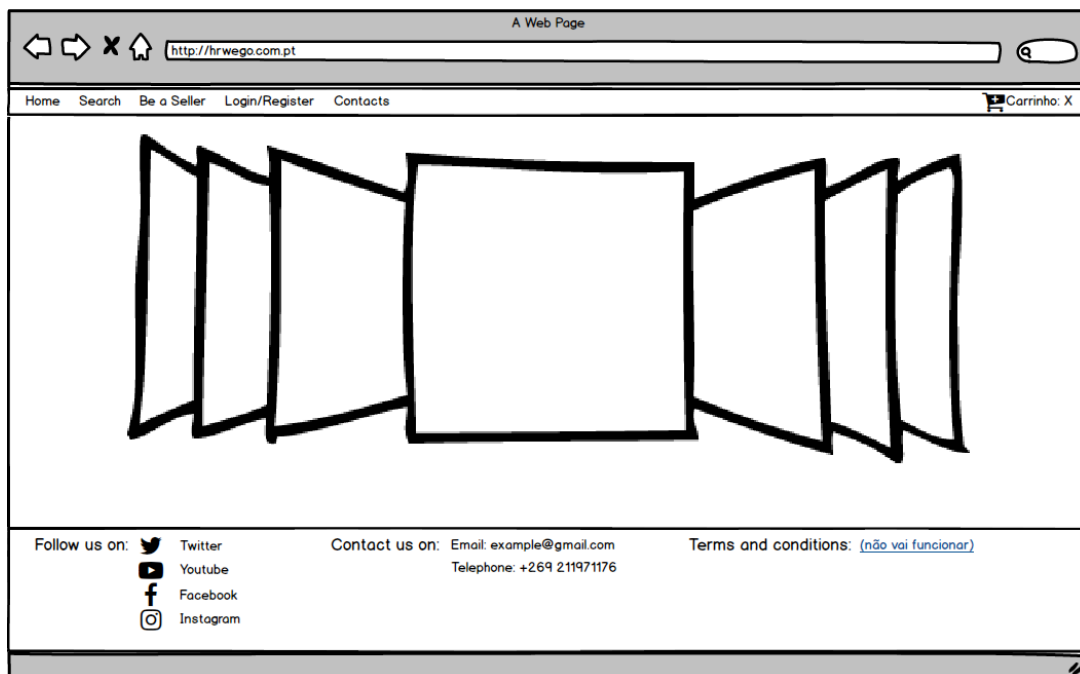 A Web Page
http://hrwego.com.pt
Home Search Be a Seller Login/Register Contacts Carrinho: X
Follow us on: Twitter
Youtube
Facebook
Instagram
Contact us on: Email: example@gmail.com
Telephone: +269 211971176
Terms and conditions: (não vai funcionar)